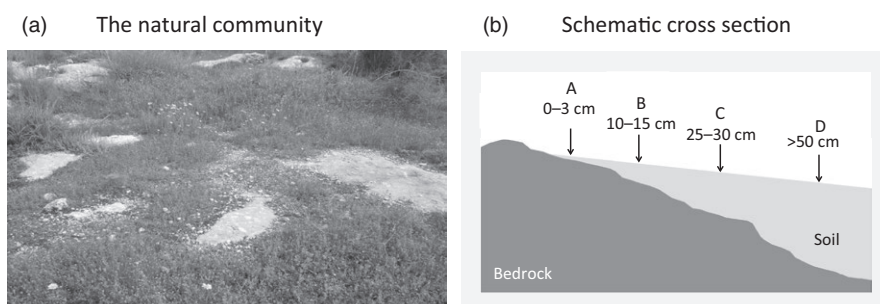 (a) The natural community
(b) Schematic cross section
A
0–3 cm
B
10–15 cm
C
25–30 cm
D
>50 cm
Soil
Bedrock